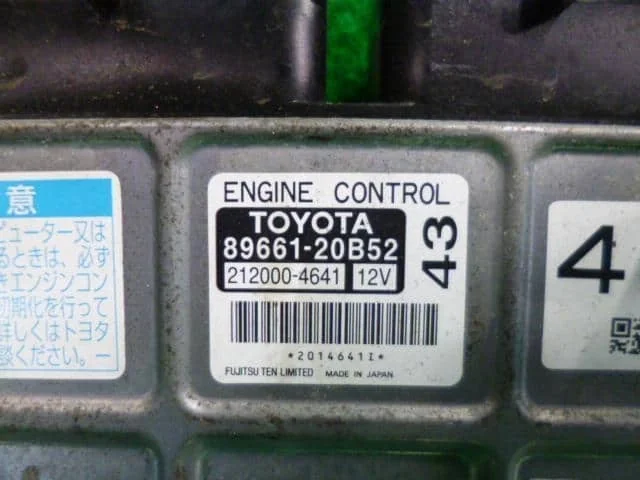 意
ピューター又は
るときは、必ず
きエンジンコン
初期化を行って
詳しくはトヨタ
談ください。
ENGINE CONTROL
TOYOTA
89661-20B52
212000-4641 12V
43
*2014641I*
FUJITSU TEN LIMITED MADE IN JAPAN
4